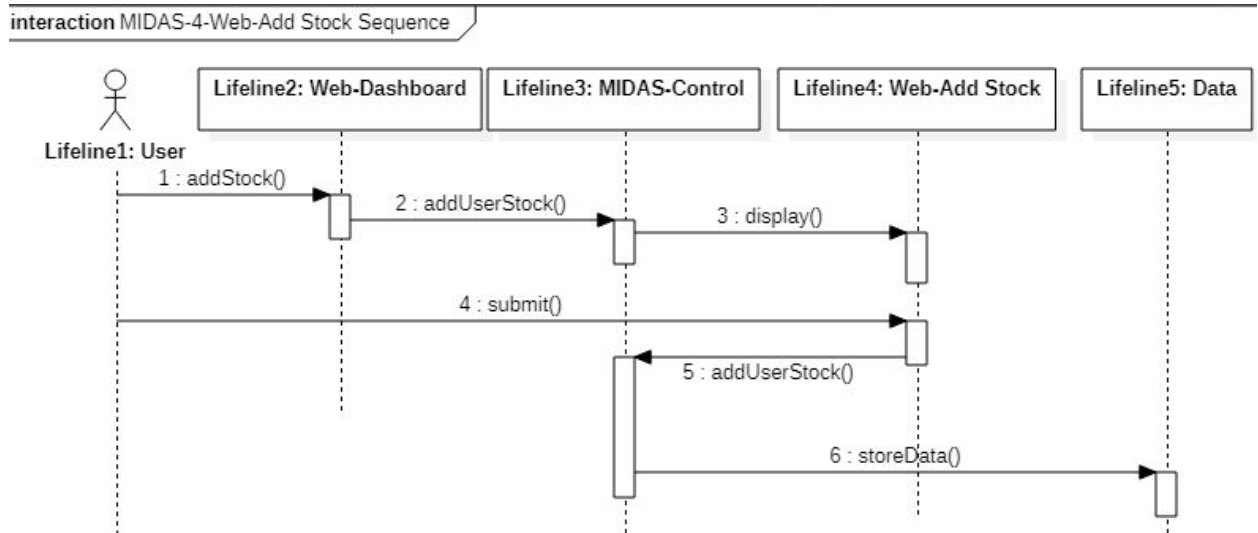 interaction MIDAS-4-Web-Add Stock Sequence
Lifeline2: Web-Dashboard
Lifeline3: MIDAS-Control
Lifeline4: Web-Add Stock
Lifeline5: Data
Lifeline1: User
1 : addStock()
2 : addUserStock()
3 : display()
4 : submit()
5 : addUserStock()
6 : storeData()